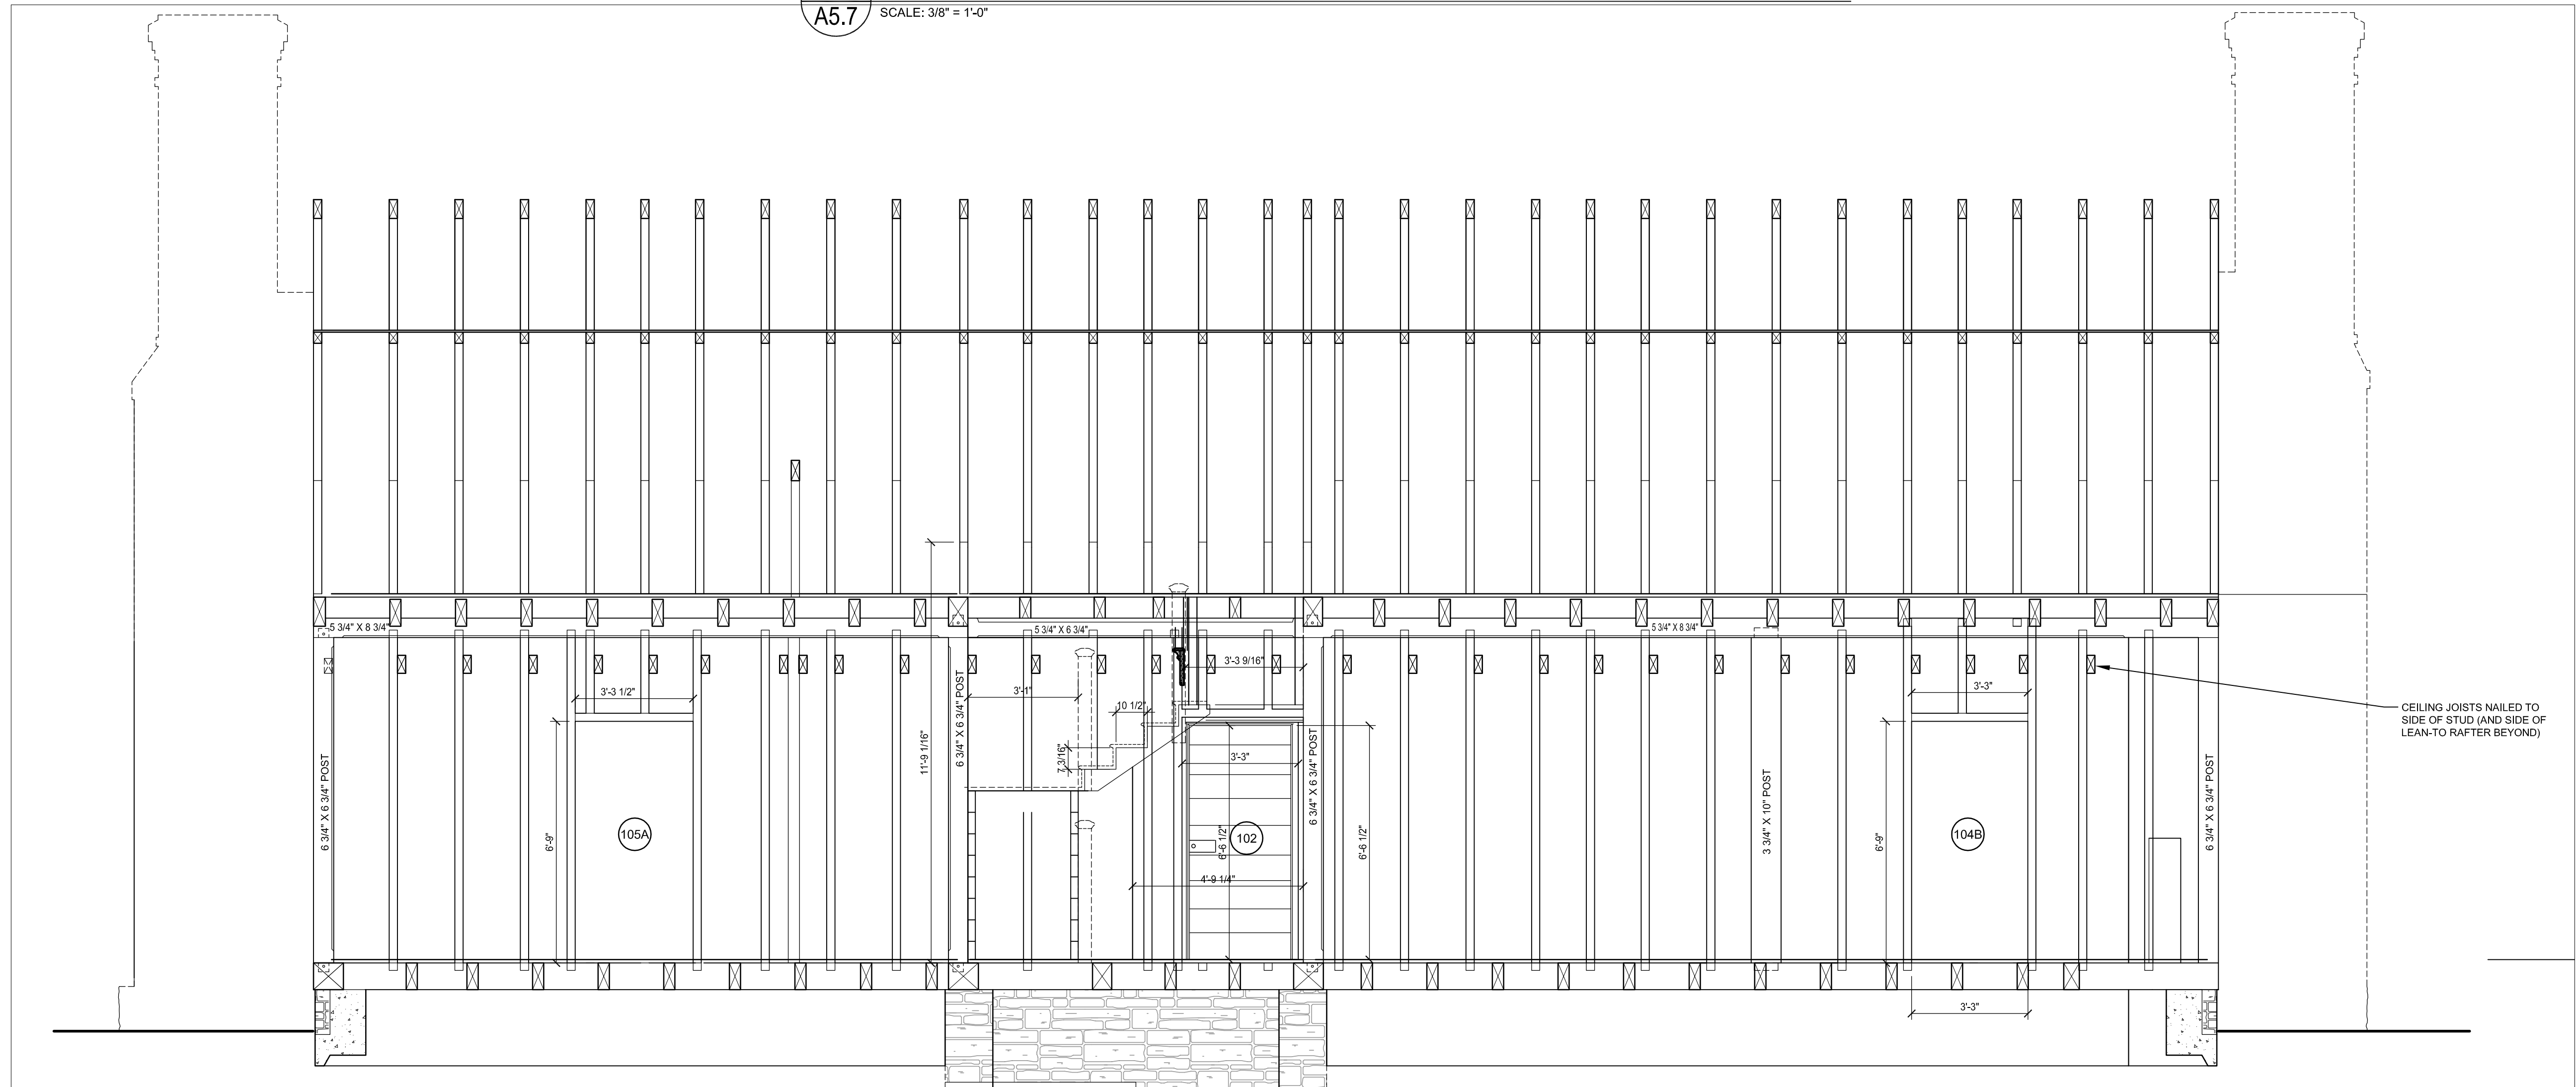 A5.7
SCALE: 3/8" = 1'-0"
5 3/4" X 8 3/4"
5 3/4" X 6 3/4"
5 3/4" X 8 3/4"
3'-3 9/16"
3'-3 1/2"
3'-1"
3'-3"
10 1/2"
CEILING JOISTS NAILED TO
SIDE OF STUD (AND SIDE OF
LEAN-TO RAFTER BEYOND)
11'-9 1/16"
6 3/4" X 6 3/4" POST
7 3/16"
3'-3"
6 3/4" X 6 3/4" POST
6 3/4" X 6 3/4" POST
3 3/4" X 10" POST
6 3/4" X 6 3/4" POST
6'-9"
105A
6'-6 1/2"
102
6'-6 1/2"
6'-9"
104B
4'-9 1/4"
3'-3"